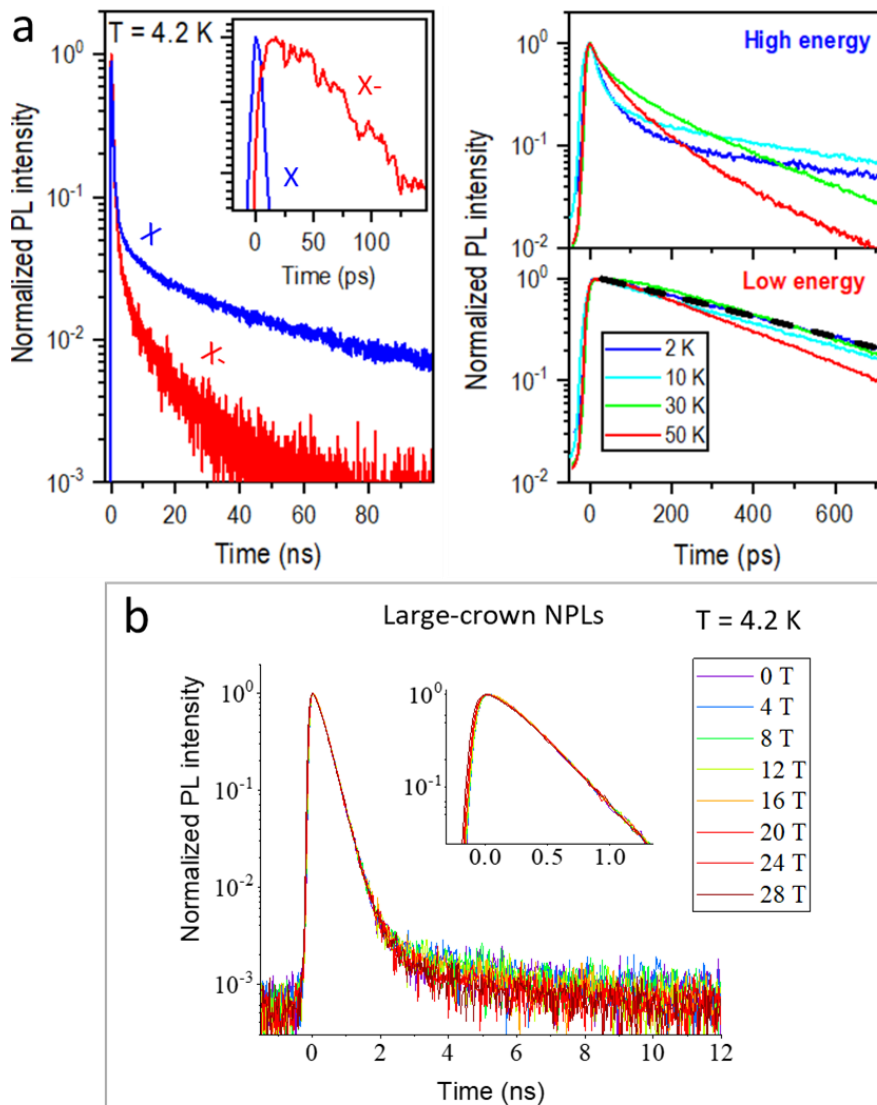 a
T = 4.2 K
Normalized PL intensity
10^0
10^-1
10^-2
10^-3
X
X-
X
X-
0
50
100
Time (ps)
0
20
40
60
80
Time (ns)
High energy
Normalized PL intensity
10^0
10^-1
10^-2
Low energy
Normalized PL intensity
10^0
10^-1
10^-2
2 K
10 K
30 K
50 K
0
200
400
600
Time (ps)
b
Large-crown NPLs
T = 4.2 K
Normalized PL intensity
10^0
10^-1
10^-2
10^-3
10^0
10^-1
0.0
0.5
1.0
0 T
4 T
8 T
12 T
16 T
20 T
24 T
28 T
0
2
4
6
8
10
12
Time (ns)